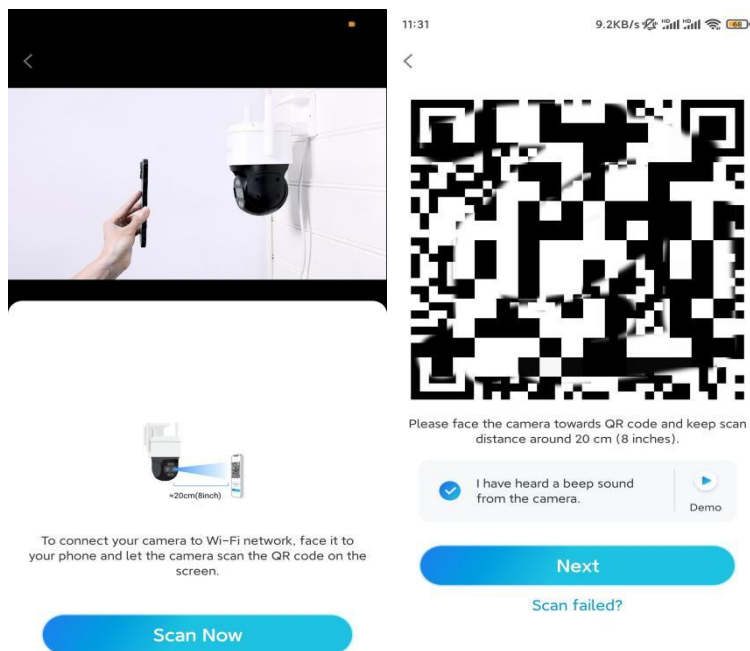 ≈20cm(8inch)
To connect your camera to Wi-Fi network, face it to
your phone and let the camera scan the QR code on the
screen.
Scan Now
11:31
9.2KB/s
HD
HD
68
Please face the camera towards QR code and keep scan
distance around 20 cm (8 inches).
I have heard a beep sound
from the camera.
Demo
Next
Scan failed?